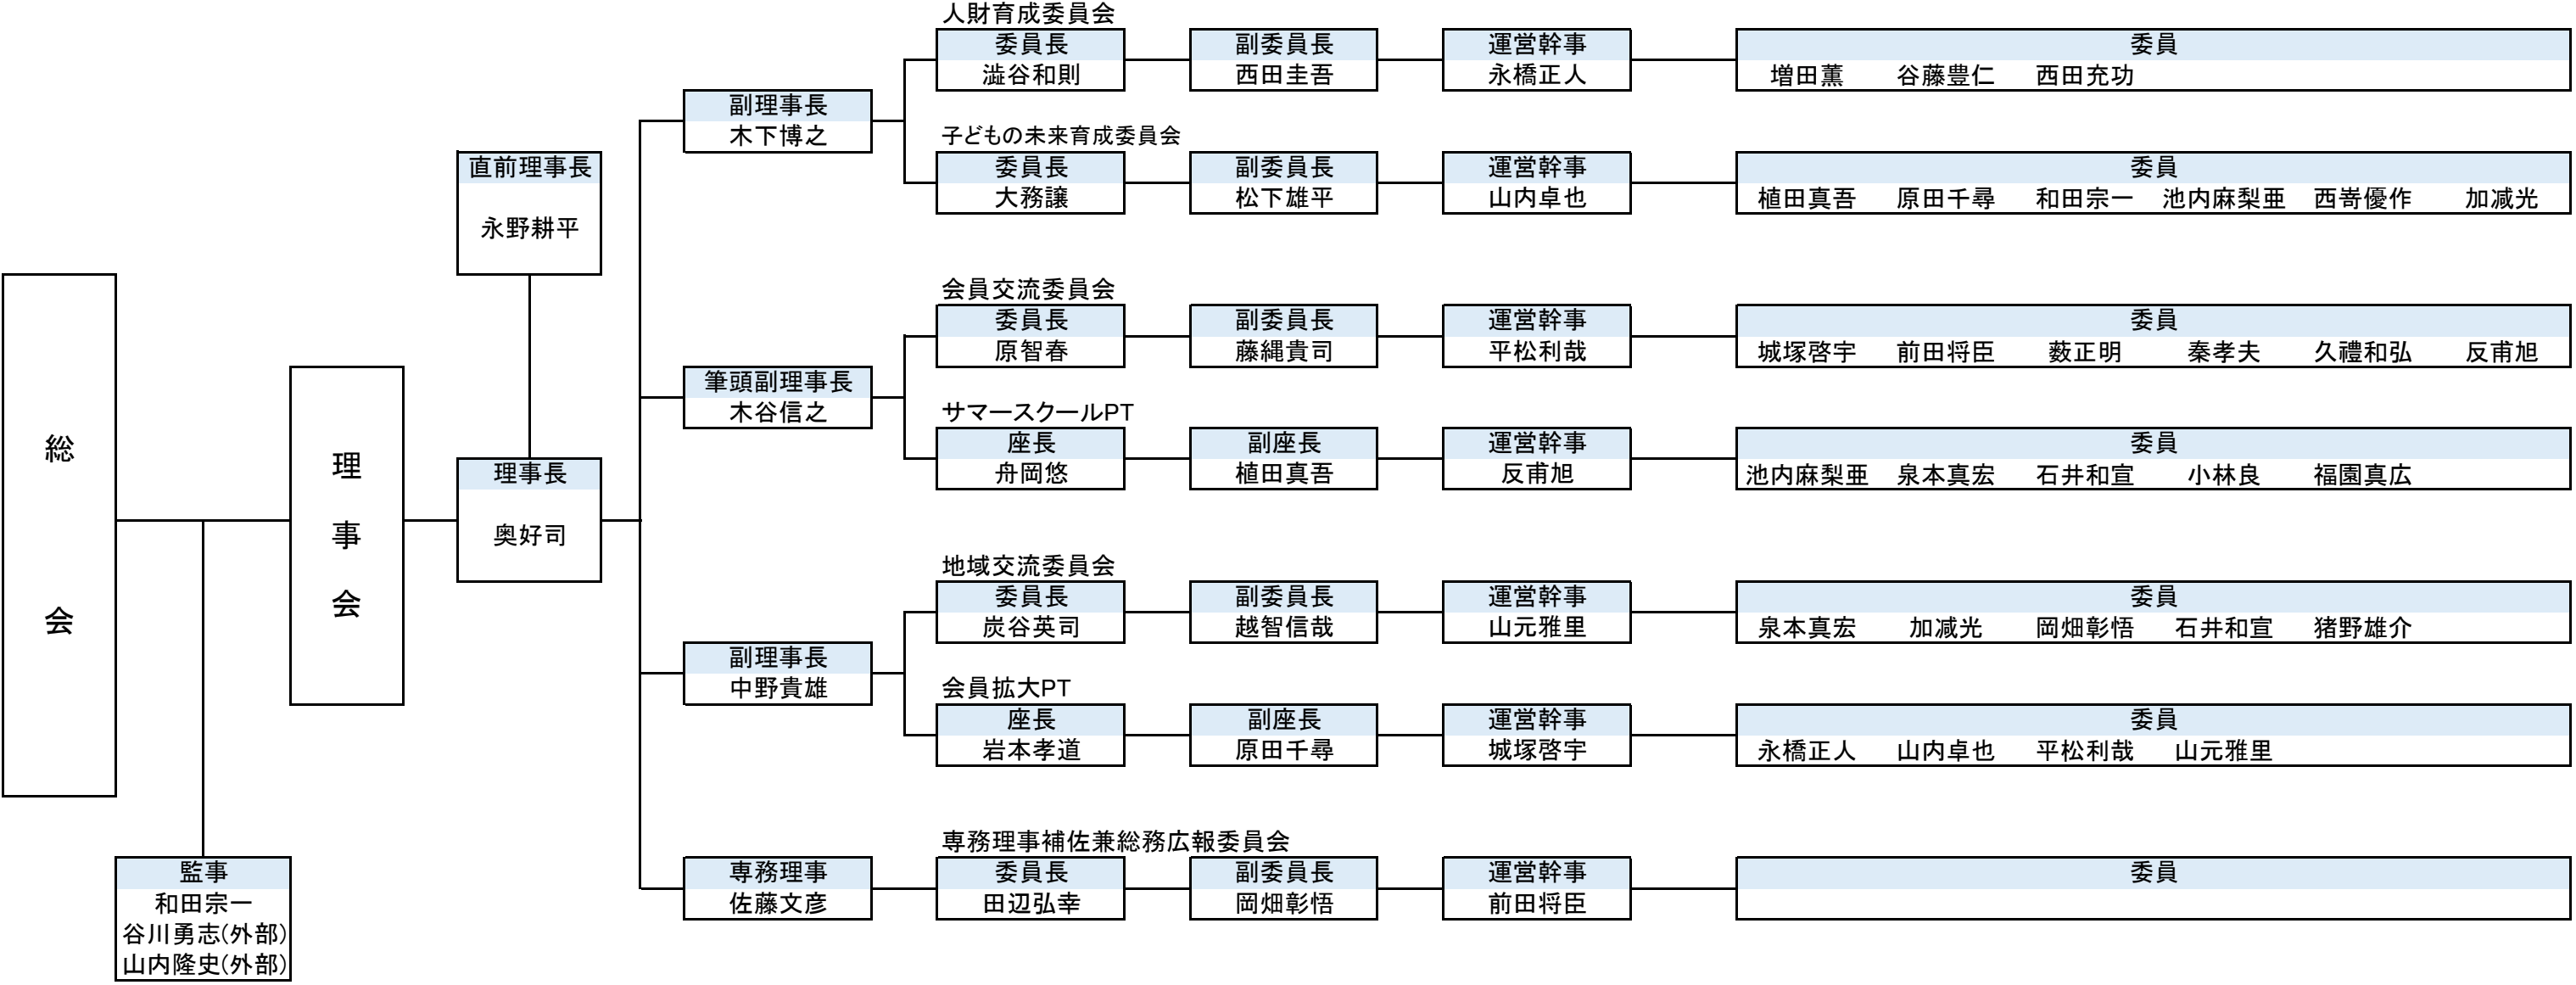 総会
理事会
監事
和田宗一
谷川勇志(外部)
山内隆史(外部)
直前理事長
永野耕平
理事長
奥好司
副理事長
木下博之
人財育成委員会
委員長 副委員長 運営幹事 委員
澁谷和則 西田圭吾 永橋正人 増田薫 谷藤豊仁 西田充功
子どもの未来育成委員会
委員長 副委員長 運営幹事 委員
大務譲 松下雄平 山内卓也 植田真吾 原田千尋 和田宗一 池内麻梨亜 西嵜優作 加減光
筆頭副理事長
木谷信之
会員交流委員会
委員長 副委員長 運営幹事 委員
原智春 藤縄貴司 平松利哉 城塚啓宇 前田将臣 薮正明 秦孝夫 久禮和弘 反甫旭
サマースクールPT
座長 副座長 運営幹事 委員
舟岡悠 植田真吾 反甫旭 池内麻梨亜 泉本真宏 石井和宣 小林良 福園真広
副理事長
中野貴雄
地域交流委員会
委員長 副委員長 運営幹事 委員
炭谷英司 越智信哉 山元雅里 泉本真宏 加減光 岡畑彰悟 石井和宣 猪野雄介
会員拡大PT
座長 副座長 運営幹事 委員
岩本孝道 原田千尋 城塚啓宇 永橋正人 山内卓也 平松利哉 山元雅里
専務理事補佐兼総務広報委員会
専務理事 委員長 副委員長 運営幹事 委員
佐藤文彦 田辺弘幸 岡畑彰悟 前田将臣